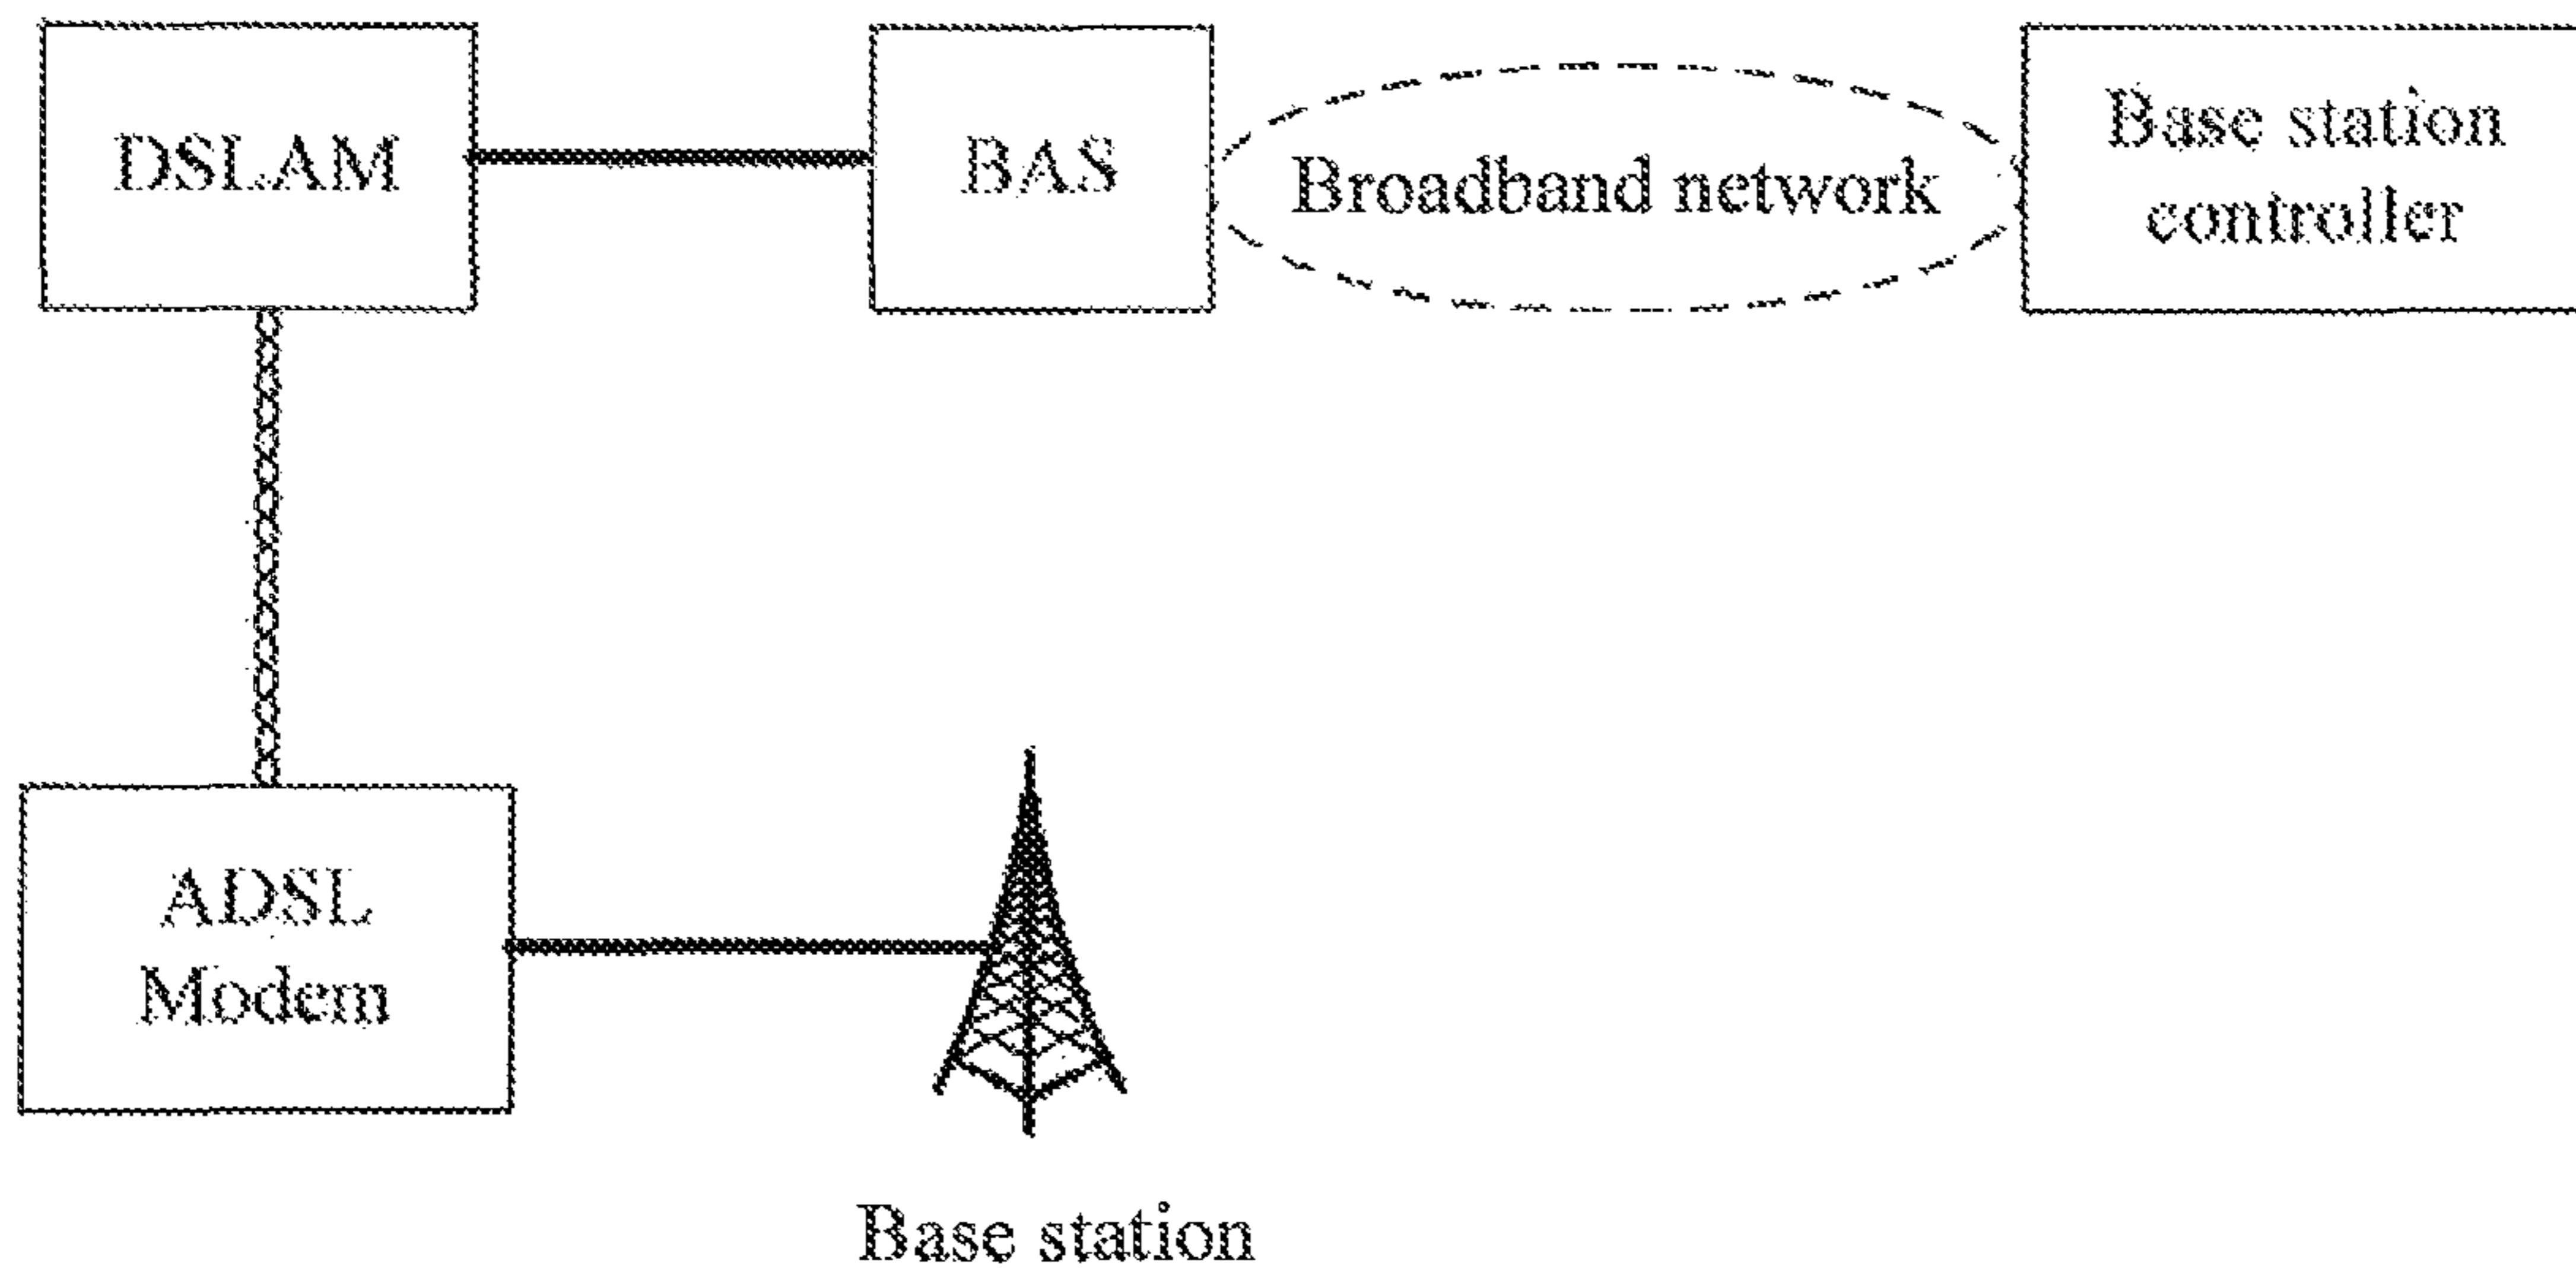 DSLAM
BAS
Broadband network
Base station
controller
ADSL
Modem
Base station